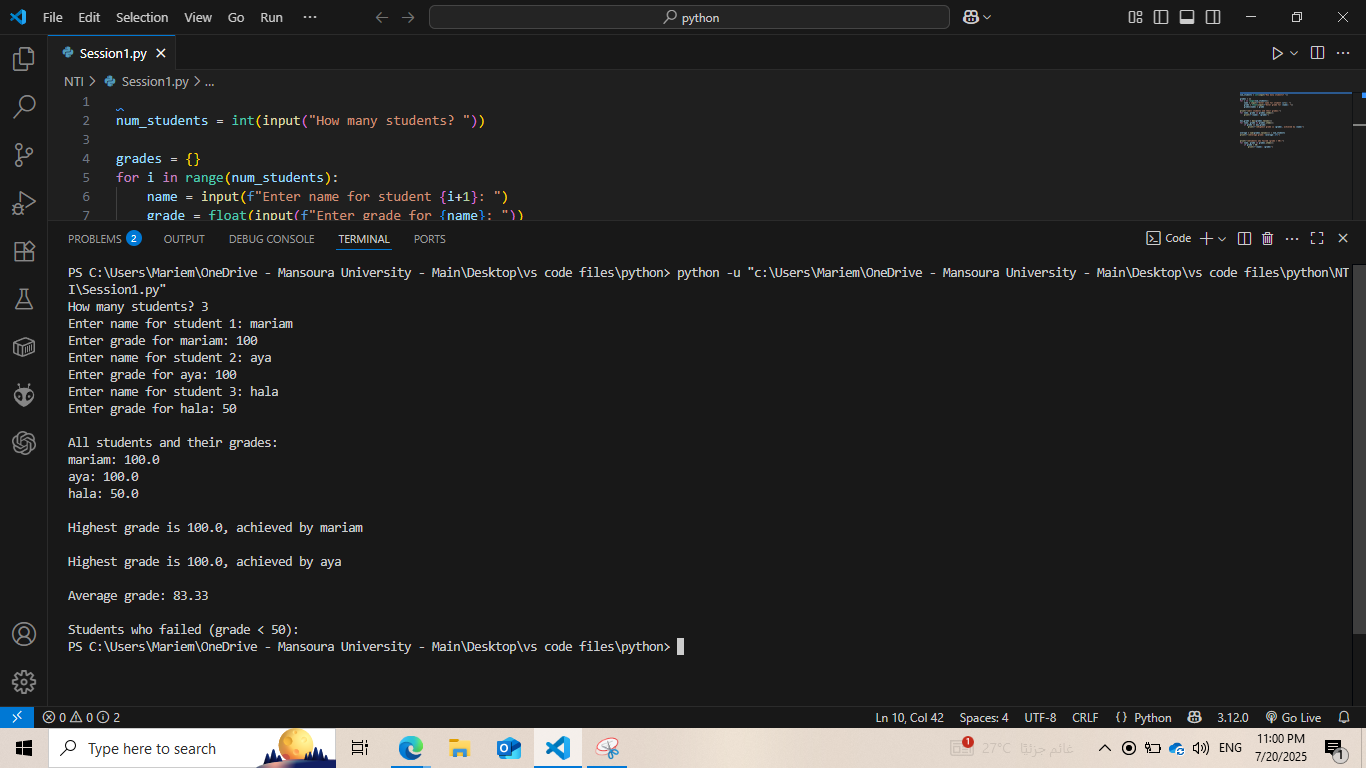 File Edit Selection View Go Run ··· python
Session1.py
NTI > Session1.py > ...
1
2 num_students = int(input("How many students? "))
3
4 grades = {}
5 for i in range(num_students):
6 name = input(f"Enter name for student {i+1}: ")
7 grade = float(input(f"Enter grade for {name}: "))
PROBLEMS 2 OUTPUT DEBUG CONSOLE TERMINAL PORTS Code
PS C:\Users\Mariem\OneDrive - Mansoura University - Main\Desktop\vs code files\python> python -u "c:\Users\Mariem\OneDrive - Mansoura University - Main\Desktop\vs code files\python\NT
I\Session1.py"
How many students? 3
Enter name for student 1: mariam
Enter grade for mariam: 100
Enter name for student 2: aya
Enter grade for aya: 100
Enter name for student 3: hala
Enter grade for hala: 50
All students and their grades:
mariam: 100.0
aya: 100.0
hala: 50.0
Highest grade is 100.0, achieved by mariam
Highest grade is 100.0, achieved by aya
Average grade: 83.33
Students who failed (grade < 50):
PS C:\Users\Mariem\OneDrive - Mansoura University - Main\Desktop\vs code files\python>
0 0 2 Ln 10, Col 42 Spaces: 4 UTF-8 CRLF {} Python 3.12.0 Go Live
Type here to search 1 27°C غائم جزئيًا ENG 11:00 PM
7/20/2025 1